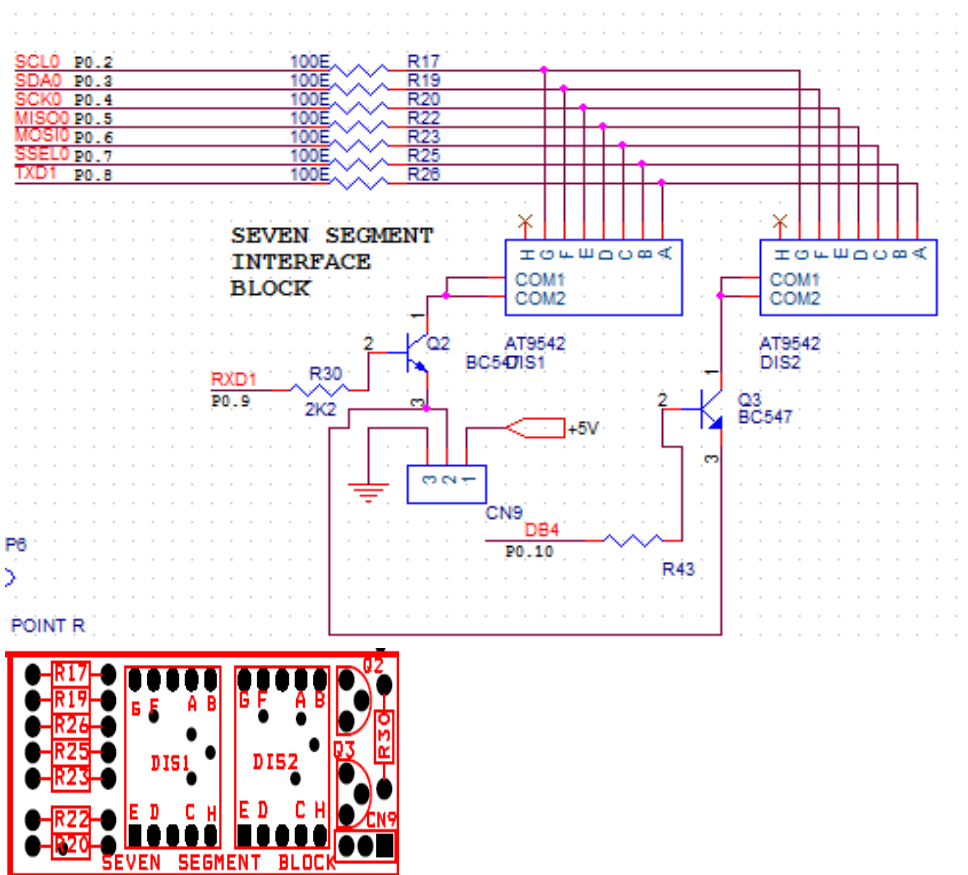 SCL0 P0.2 100E R17
SDA0 P0.3 100E R19
SCK0 P0.4 100E R20
MISO0 P0.5 100E R22
MOSI0 P0.6 100E R23
SSEL0 P0.7 100E R25
TXD1 P0.8 100E R26
SEVEN SEGMENT
INTERFACE
BLOCK
H G F E D C B A
COM1
COM2
AT9542
DIS1
H G F E D C B A
COM1
COM2
AT9542
DIS2
1
2
Q2
BC547
3
RXD1
P0.9
R30
2K2
1
2
Q3
BC547
3
+5V
3 2 1
CN9
DB4
P0.10
R43
P6
POINT R
R17
R19
R26
R25
R23
R22
R20
G F A B
DIS1
E D C H
G F A B
DIS2
E D C H
Q2
R30
Q3
CN9
SEVEN SEGMENT BLOCK